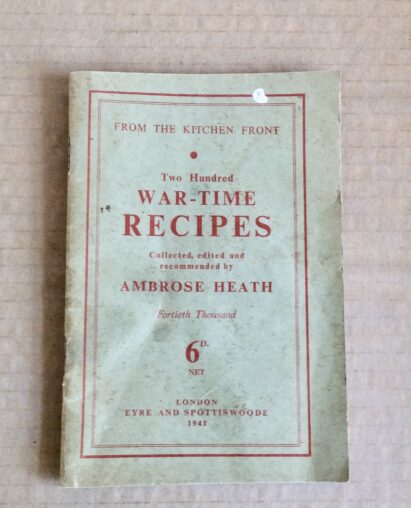 FROM THE KITCHEN FRONT
Two Hundred
WAR-TIME
RECIPES
Collected, edited and
recommended by
AMBROSE HEATH
Fortieth Thousand
6D.
NET
LONDON
EYRE AND SPOTTISWOODE
1941